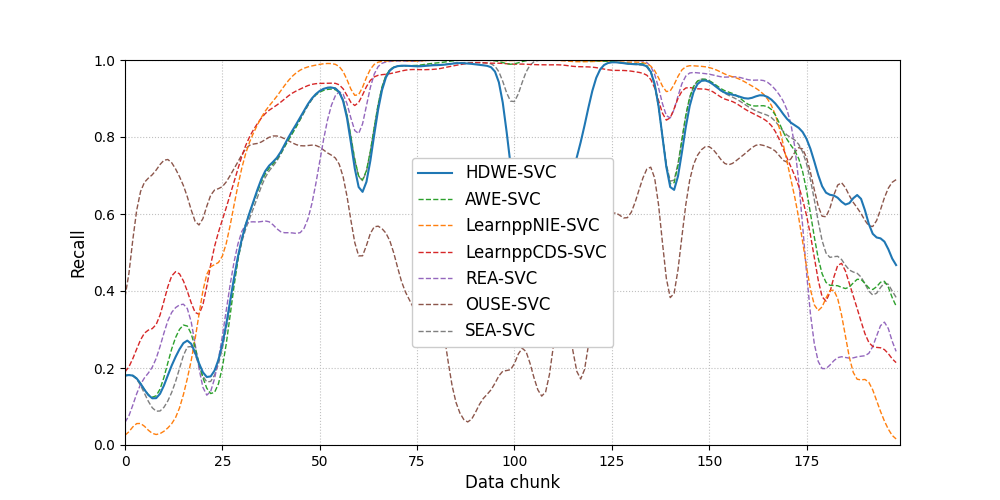 1.0
0.8
0.6
0.4
0.2
0.0
Recall
HDWE-SVC
AWE-SVC
LearnppNIE-SVC
LearnppCDS-SVC
REA-SVC
OUSE-SVC
SEA-SVC
0 25 50 75 100 125 150 175
Data chunk